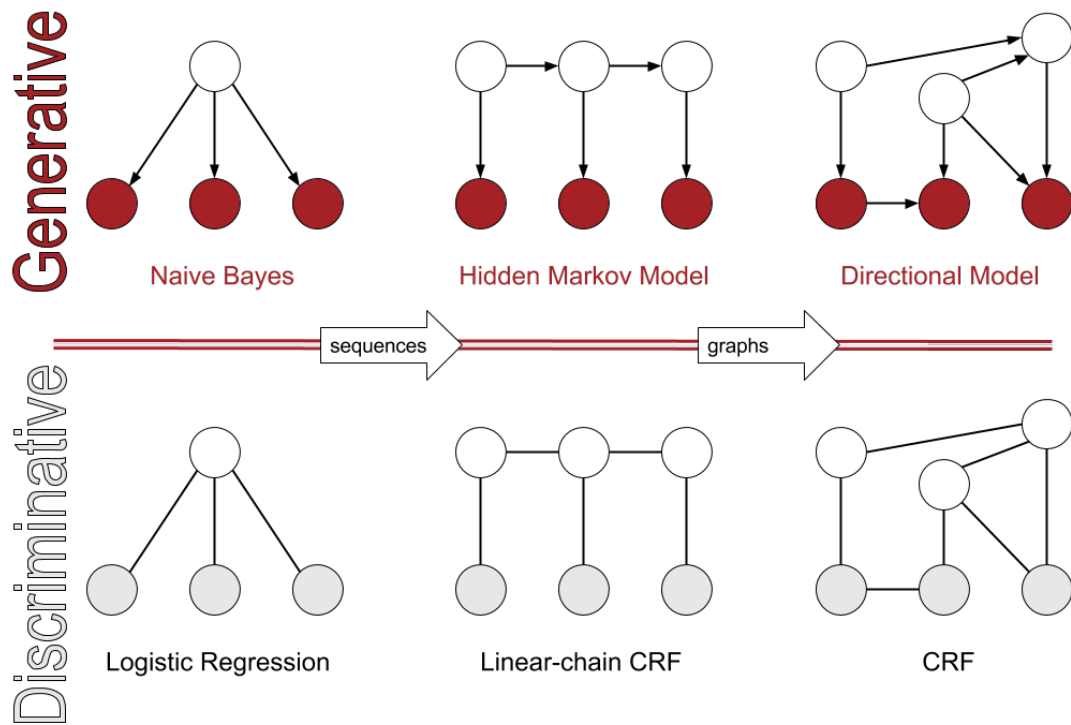 Generative
Naive Bayes
Hidden Markov Model
Directional Model
sequences
graphs
Discriminative
Logistic Regression
Linear-chain CRF
CRF